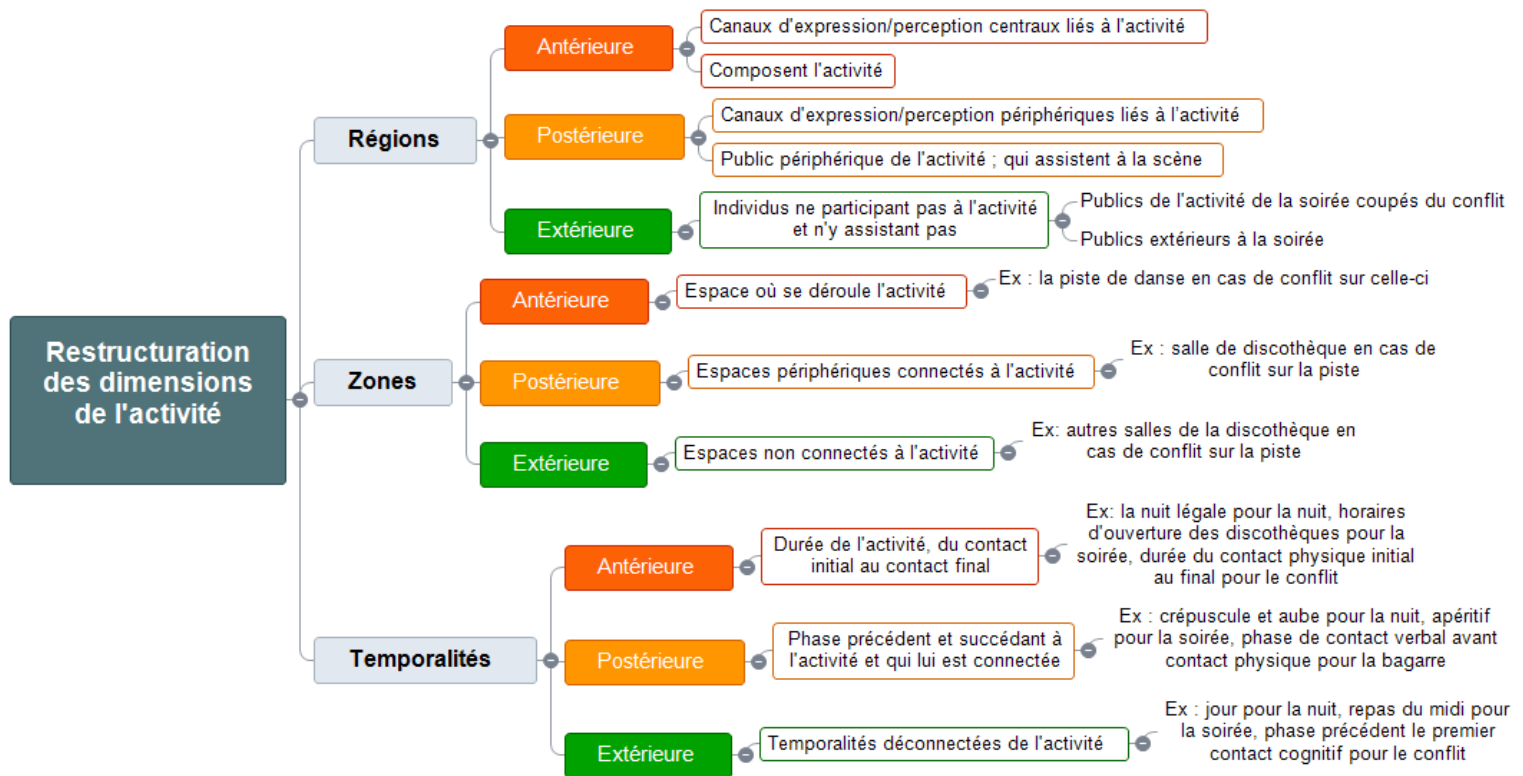 Restructuration
des dimensions
de l'activité
Régions
Antérieure
Canaux d'expression/perception centraux liés à l'activité
Composent l'activité
Postérieure
Canaux d'expression/perception périphériques liés à l'activité
Public périphérique de l'activité ; qui assistent à la scène
Extérieure
Individus ne participant pas à l'activité
et n'y assistant pas
Publics de l'activité de la soirée coupés du conflit
Publics extérieurs à la soirée
Zones
Antérieure
Espace où se déroule l'activité
Ex : la piste de danse en cas de conflit sur celle-ci
Postérieure
Espaces périphériques connectés à l'activité
Ex : salle de discothèque en cas de
conflit sur la piste
Extérieure
Espaces non connectés à l'activité
Ex: autres salles de la discothèque en
cas de conflit sur la piste
Temporalités
Antérieure
Durée de l'activité, du contact
initial au contact final
Ex: la nuit légale pour la nuit, horaires
d'ouverture des discothèques pour la
soirée, durée du contact physique initial
au final pour le conflit
Postérieure
Phase précédent et succédant à
l'activité et qui lui est connectée
Ex : crépuscule et aube pour la nuit, apéritif
pour la soirée, phase de contact verbal avant
contact physique pour la bagarre
Extérieure
Temporalités déconnectées de l'activité
Ex : jour pour la nuit, repas du midi pour
la soirée, phase précédent le premier
contact cognitif pour le conflit